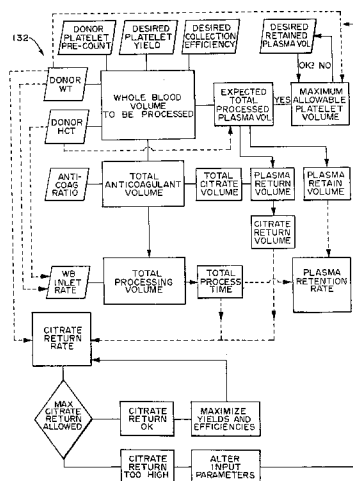 DONOR
PLATELET
PRE-COUNT
DESIRED
PLATELET
YIELD
DESIRED
COLLECTION
EFFICIENCY
DESIRED
RETAINED
PLASMA VOL
132
DONOR
WT
WHOLE BLOOD
VOLUME
TO BE PROCESSED
EXPECTED
TOTAL
PROCESSED
PLASMA VOL
YES
OK?
NO
MAXIMUM
ALLOWABLE
PLATELET
VOLUME
DONOR
HCT
ANTI-
COAG
RATIO
TOTAL
ANTICOAGULANT
VOLUME
TOTAL
CITRATE
VOLUME
PLASMA
RETURN
VOLUME
PLASMA
RETAIN
VOLUME
CITRATE
RETURN
VOLUME
WB
INLET
RATE
TOTAL
PROCESSING
VOLUME
TOTAL
PROCESS
TIME
PLASMA
RETENTION
RATE
CITRATE
RETURN
RATE
MAX
CITRATE
RETURN
ALLOWED
CITRATE
RETURN
OK
MAXIMIZE
YIELDS AND
EFFICIENCIES
CITRATE
RETURN
TOO HIGH
ALTER
INPUT
PARAMETERS